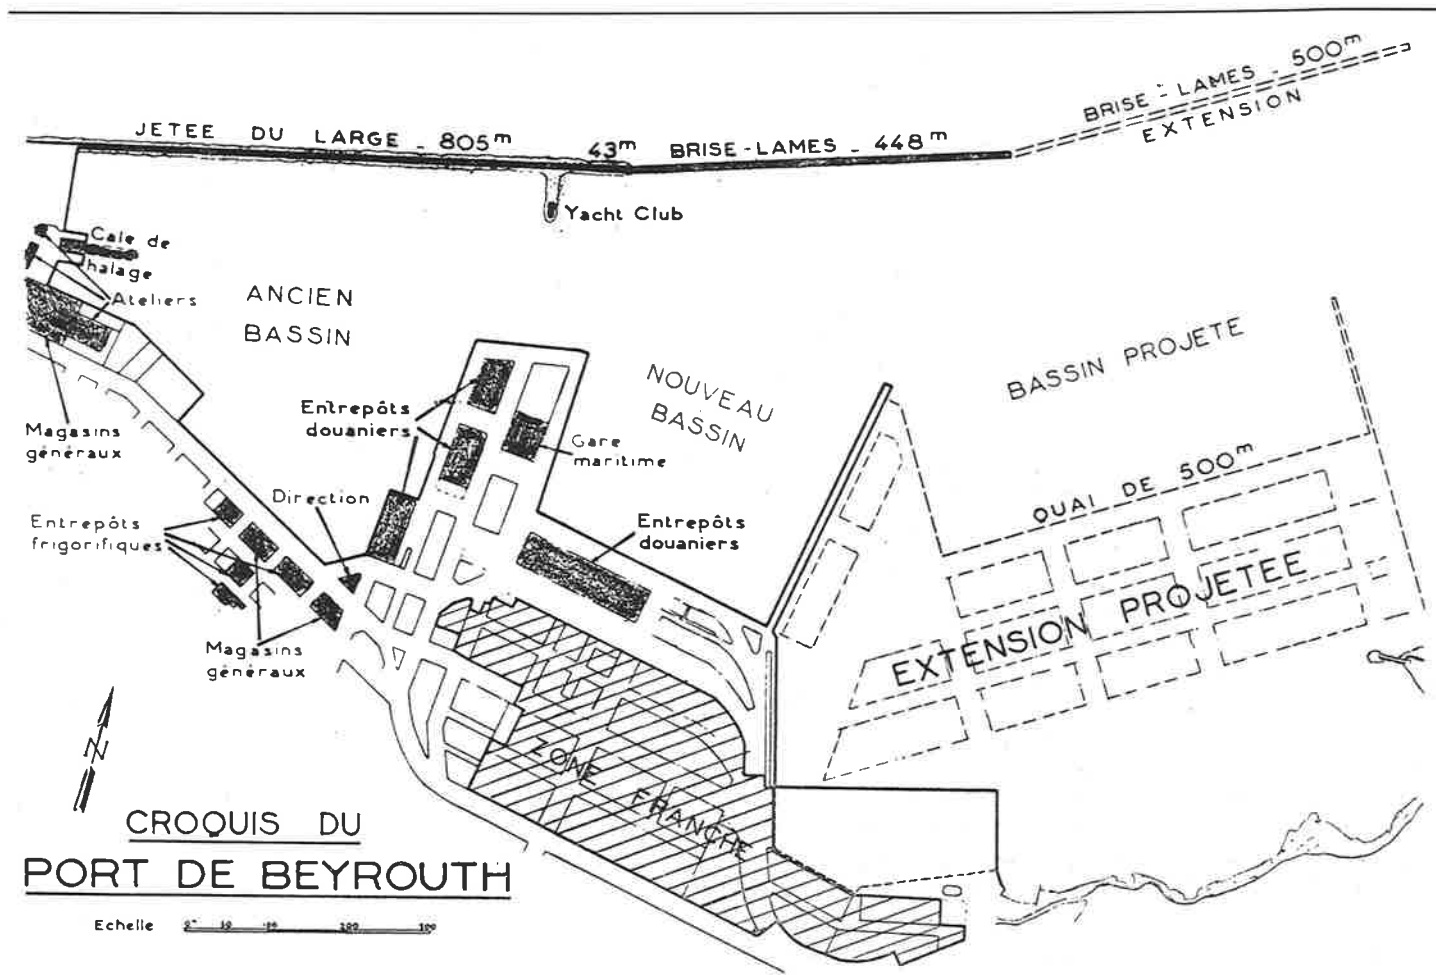 BRISE - LAMES - 500m
EXTENSION
JETEE DU LARGE - 805m
43m
BRISE-LAMES - 448m
Yacht Club
Cale de
halage
Ateliers
ANCIEN
BASSIN
NOUVEAU
BASSIN
BASSIN PROJETE
Magasins
généraux
Entrepôts
douaniers
Gare
maritime
QUAI DE 500m
Direction
Entrepôts
frigorifiques
Entrepôts
douaniers
EXTENSION PROJETEE
Magasins
généraux
N
ZONE FRANCHE
CROQUIS DU
PORT DE BEYROUTH
Echelle